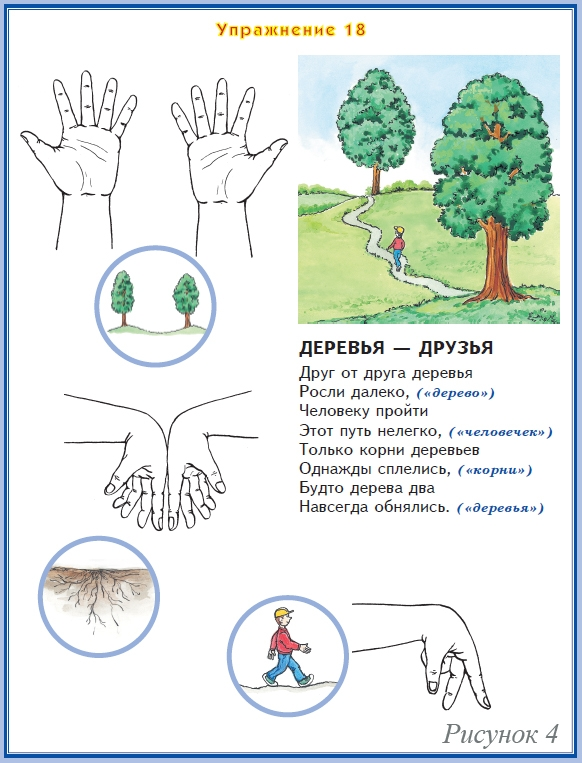 Упражнение 18
ДЕРЕВЬЯ — ДРУЗЬЯ
Друг от друга деревья
Росли далеко, («дерево»)
Человеку пройти
Этот путь нелегко, («человечек»)
Только корни деревьев
Однажды сплелись, («корни»)
Будто дерева два
Навсегда обнялись. («деревья»)
Рисунок 4